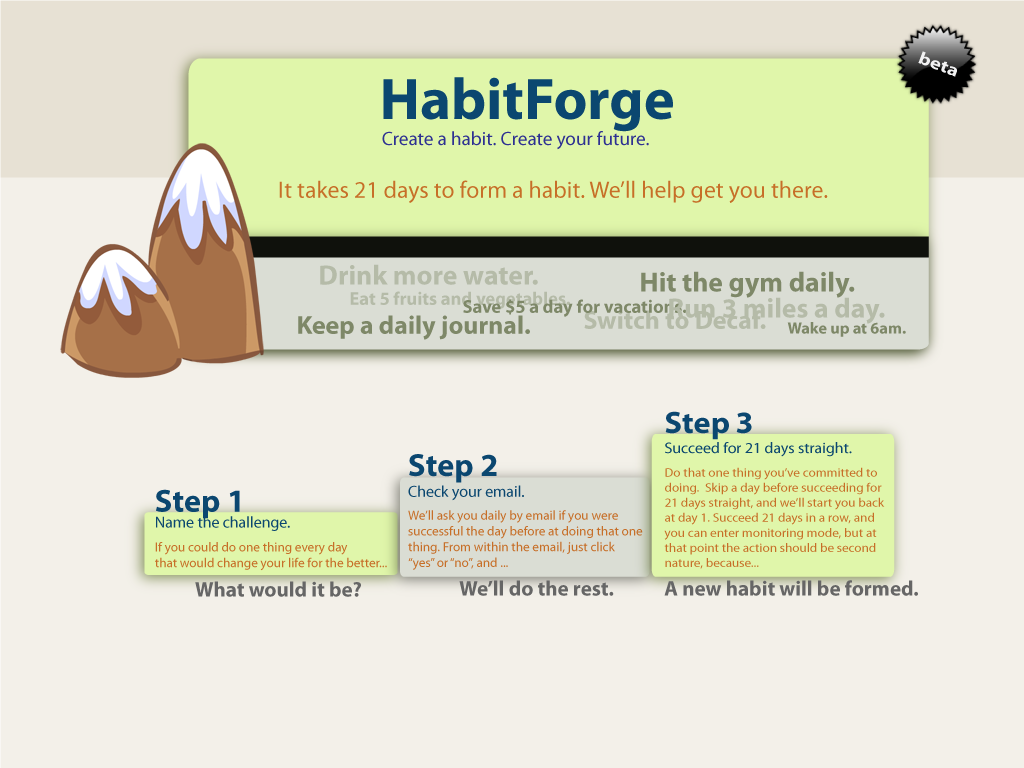 beta
HabitForge
Create a habit. Create your future.
It takes 21 days to form a habit. We’ll help get you there.
Drink more water.
Hit the gym daily.
Eat 5 fruits and vegetables.
Save $5 a day for vacations.
Run 3 miles a day.
Switch to Decaf.
Keep a daily journal.
Wake up at 6am.
Step 1
Name the challenge.
If you could do one thing every day
that would change your life for the better...
What would it be?
Step 2
Check your email.
We’ll ask you daily by email if you were
successful the day before at doing that one
thing. From within the email, just click
“yes” or “no”, and ...
We’ll do the rest.
Step 3
Succeed for 21 days straight.
Do that one thing you’ve committed to
doing.  Skip a day before succeeding for
21 days straight, and we’ll start you back
at day 1. Succeed 21 days in a row, and
you can enter monitoring mode, but at
that point the action should be second
nature, because...
A new habit will be formed.